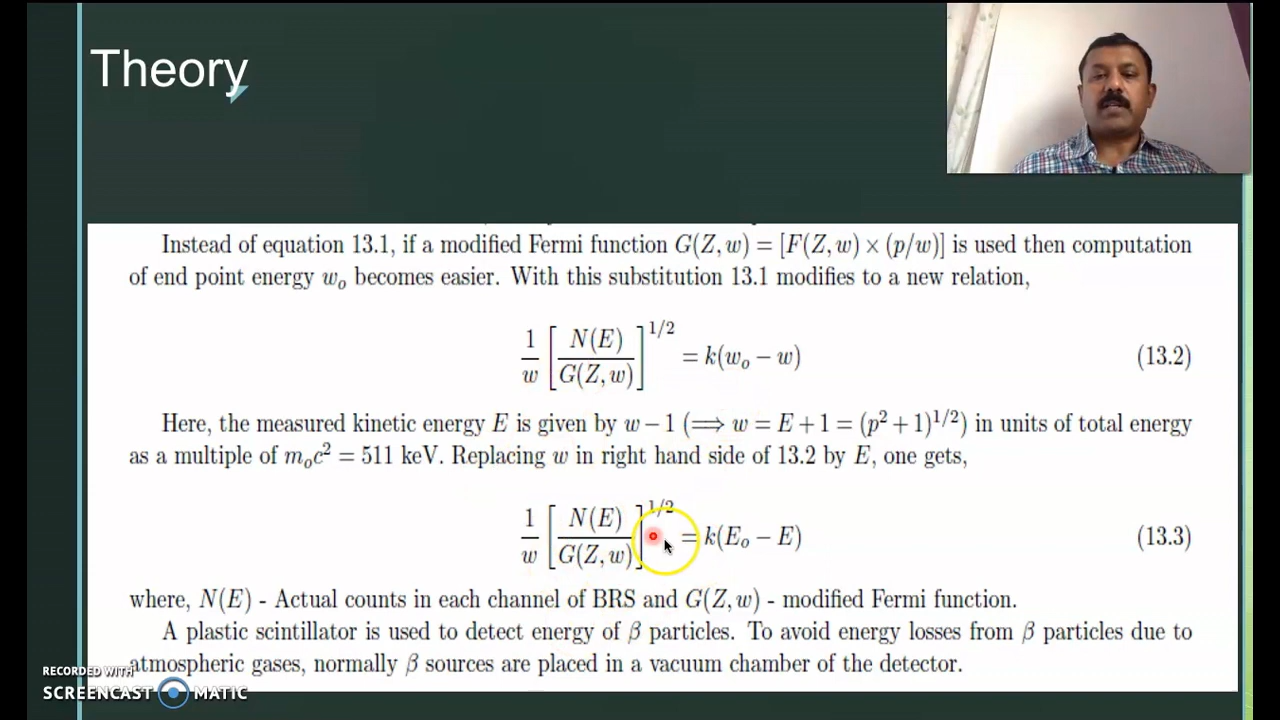 Theory
Instead of equation 13.1, if a modified Fermi function G(Z, w) = [F(Z, w) × (p/w)] is used then computation
of end point energy wₒ becomes easier. With this substitution 13.1 modifies to a new relation,
1/w [N(E)/G(Z, w)]^1/2 = k(wₒ − w) (13.2)
Here, the measured kinetic energy E is given by w − 1 (⟹ w = E + 1 = (p² + 1)^1/2) in units of total energy
as a multiple of mₒc² = 511 keV. Replacing w in right hand side of 13.2 by E, one gets,
1/w [N(E)/G(Z, w)]^1/2 = k(Eₒ − E) (13.3)
where, N(E) - Actual counts in each channel of BRS and G(Z, w) - modified Fermi function.
A plastic scintillator is used to detect energy of β particles. To avoid energy losses from β particles due to
atmospheric gases, normally β sources are placed in a vacuum chamber of the detector.
RECORDED WITH
SCREENCAST MATIC